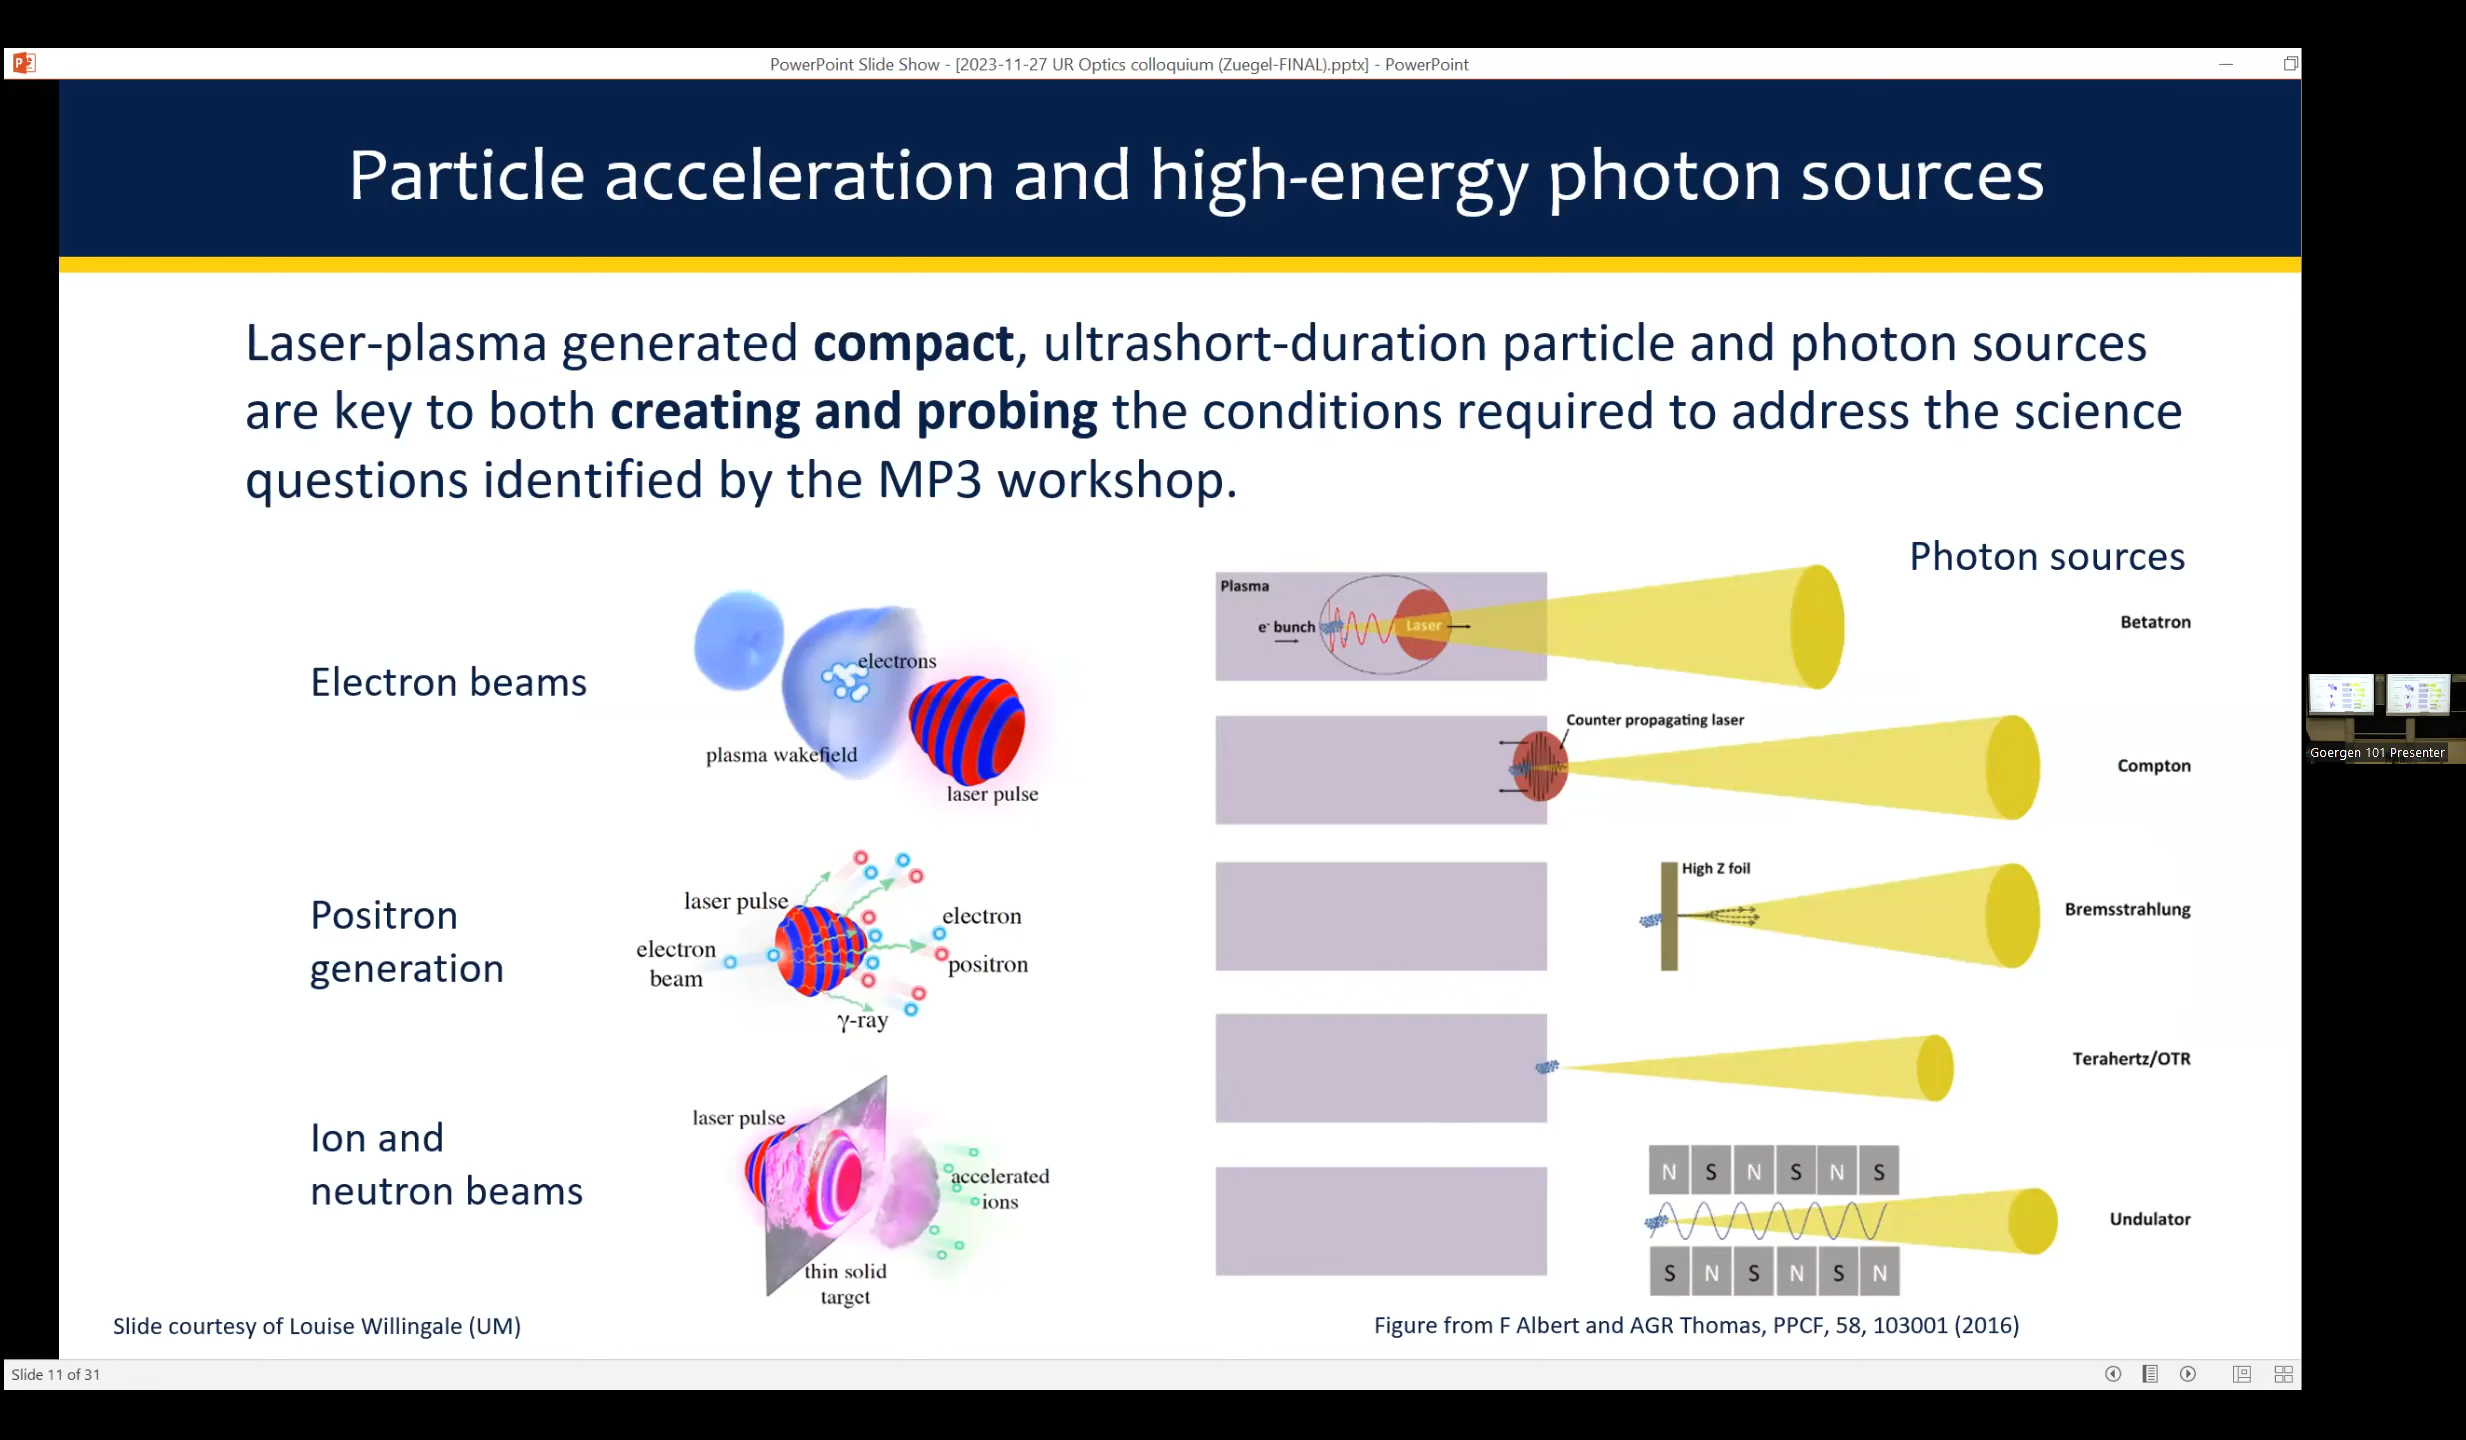 PowerPoint Slide Show - [2023-11-27 UR Optics colloquium (Zuegel-FINAL).pptx] - PowerPoint
Particle acceleration and high-energy photon sources
Laser-plasma generated compact, ultrashort-duration particle and photon sources
are key to both creating and probing the conditions required to address the science
questions identified by the MP3 workshop.
Electron beams
electrons
plasma wakefield
laser pulse
Positron
generation
laser pulse
electron
beam
electron
positron
γ-ray
Ion and
neutron beams
laser pulse
accelerated
ions
thin solid
target
Photon sources
Plasma
e⁻ bunch
Laser
Betatron
Counter propagating laser
Compton
High Z foil
Bremsstrahlung
Terahertz/OTR
N S N S N S
Undulator
S N S N S N
Slide courtesy of Louise Willingale (UM)
Figure from F Albert and AGR Thomas, PPCF, 58, 103001 (2016)
Goergen 101 Presenter
Slide 11 of 31